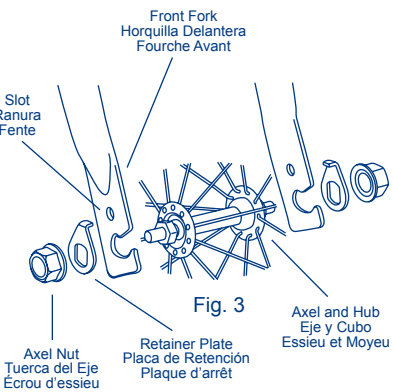 Front Fork
Horquilla Delantera
Fourche Avant
Slot
Ranura
Fente
Fig. 3
Axel and Hub
Eje y Cubo
Essieu et Moyeu
Retainer Plate
Placa de Retención
Plaque d'arrêt
Axel Nut
Tuerca del Eje
Écrou d'essieu